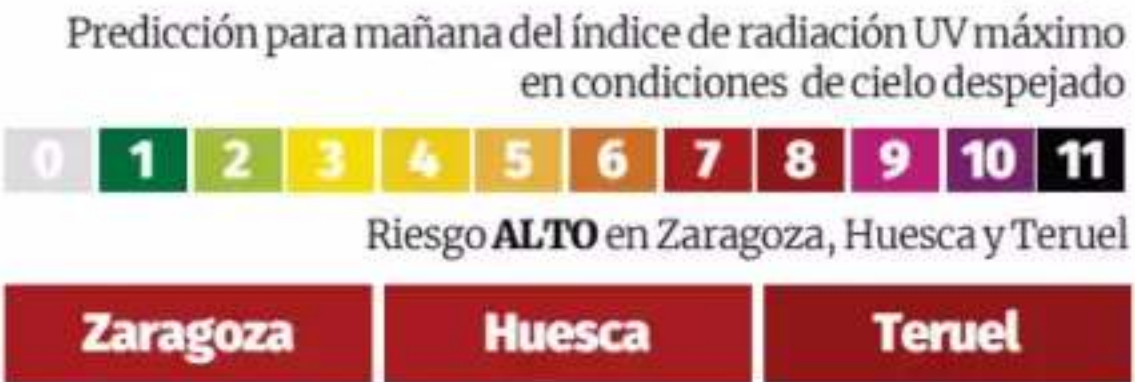 Predicción para mañana del índice de radiación UV máximo
en condiciones de cielo despejado
0 1 2 3 4 5 6 7 8 9 10 11
Riesgo ALTO en Zaragoza, Huesca y Teruel
Zaragoza Huesca Teruel